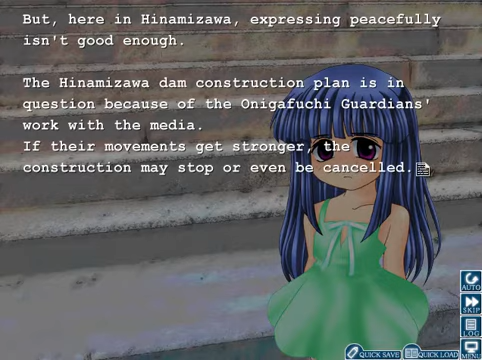 But, here in Hinamizawa, expressing peacefully
isn't good enough.
The Hinamizawa dam construction plan is in
question because of the Onigafuchi Guardians'
work with the media.
If their movements get stronger, the
construction may stop or even be cancelled.
AUTO
SKIP
LOG
QUICK SAVE
QUICK LOAD
MENU